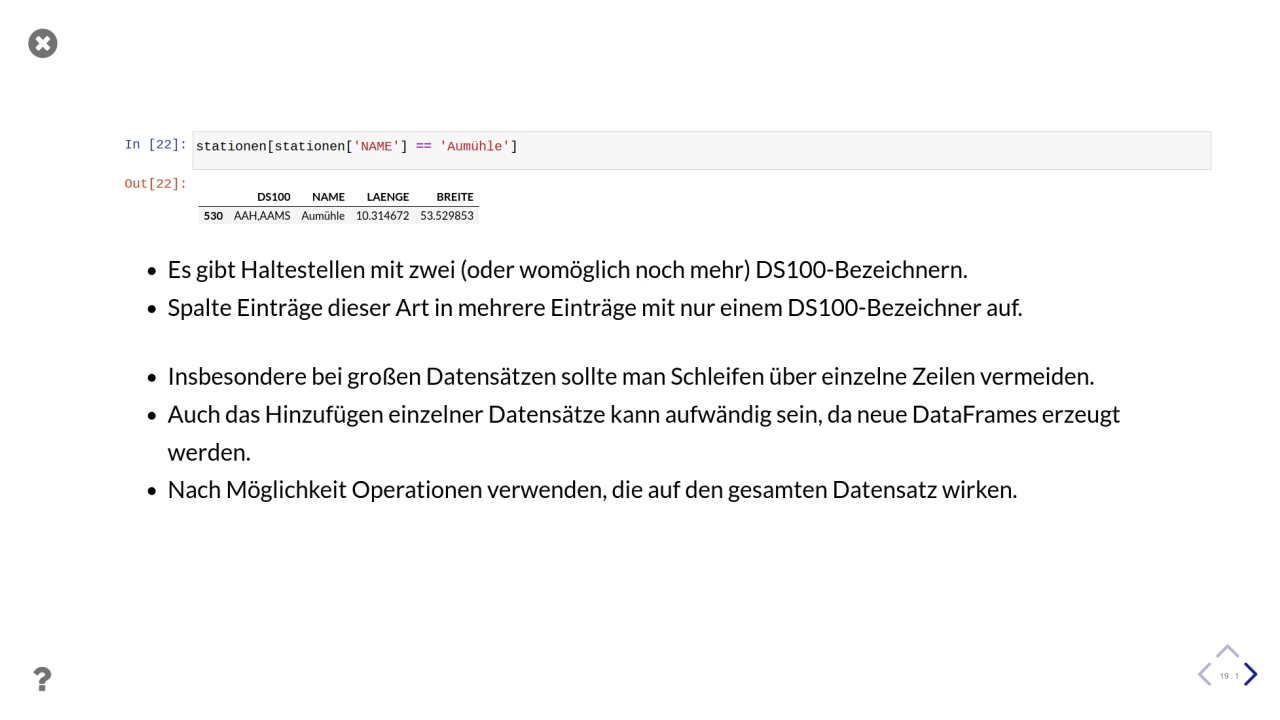 In [22]: stationen[stationen['NAME'] == 'Aumühle']
Out[22]:
DS100 NAME LAENGE BREITE
530 AAH,AAMS Aumühle 10.314672 53.529853
• Es gibt Haltestellen mit zwei (oder womöglich noch mehr) DS100-Bezeichnern.
• Spalte Einträge dieser Art in mehrere Einträge mit nur einem DS100-Bezeichner auf.
• Insbesondere bei großen Datensätzen sollte man Schleifen über einzelne Zeilen vermeiden.
• Auch das Hinzufügen einzelner Datensätze kann aufwändig sein, da neue DataFrames erzeugt
werden.
• Nach Möglichkeit Operationen verwenden, die auf den gesamten Datensatz wirken.
?
19.1